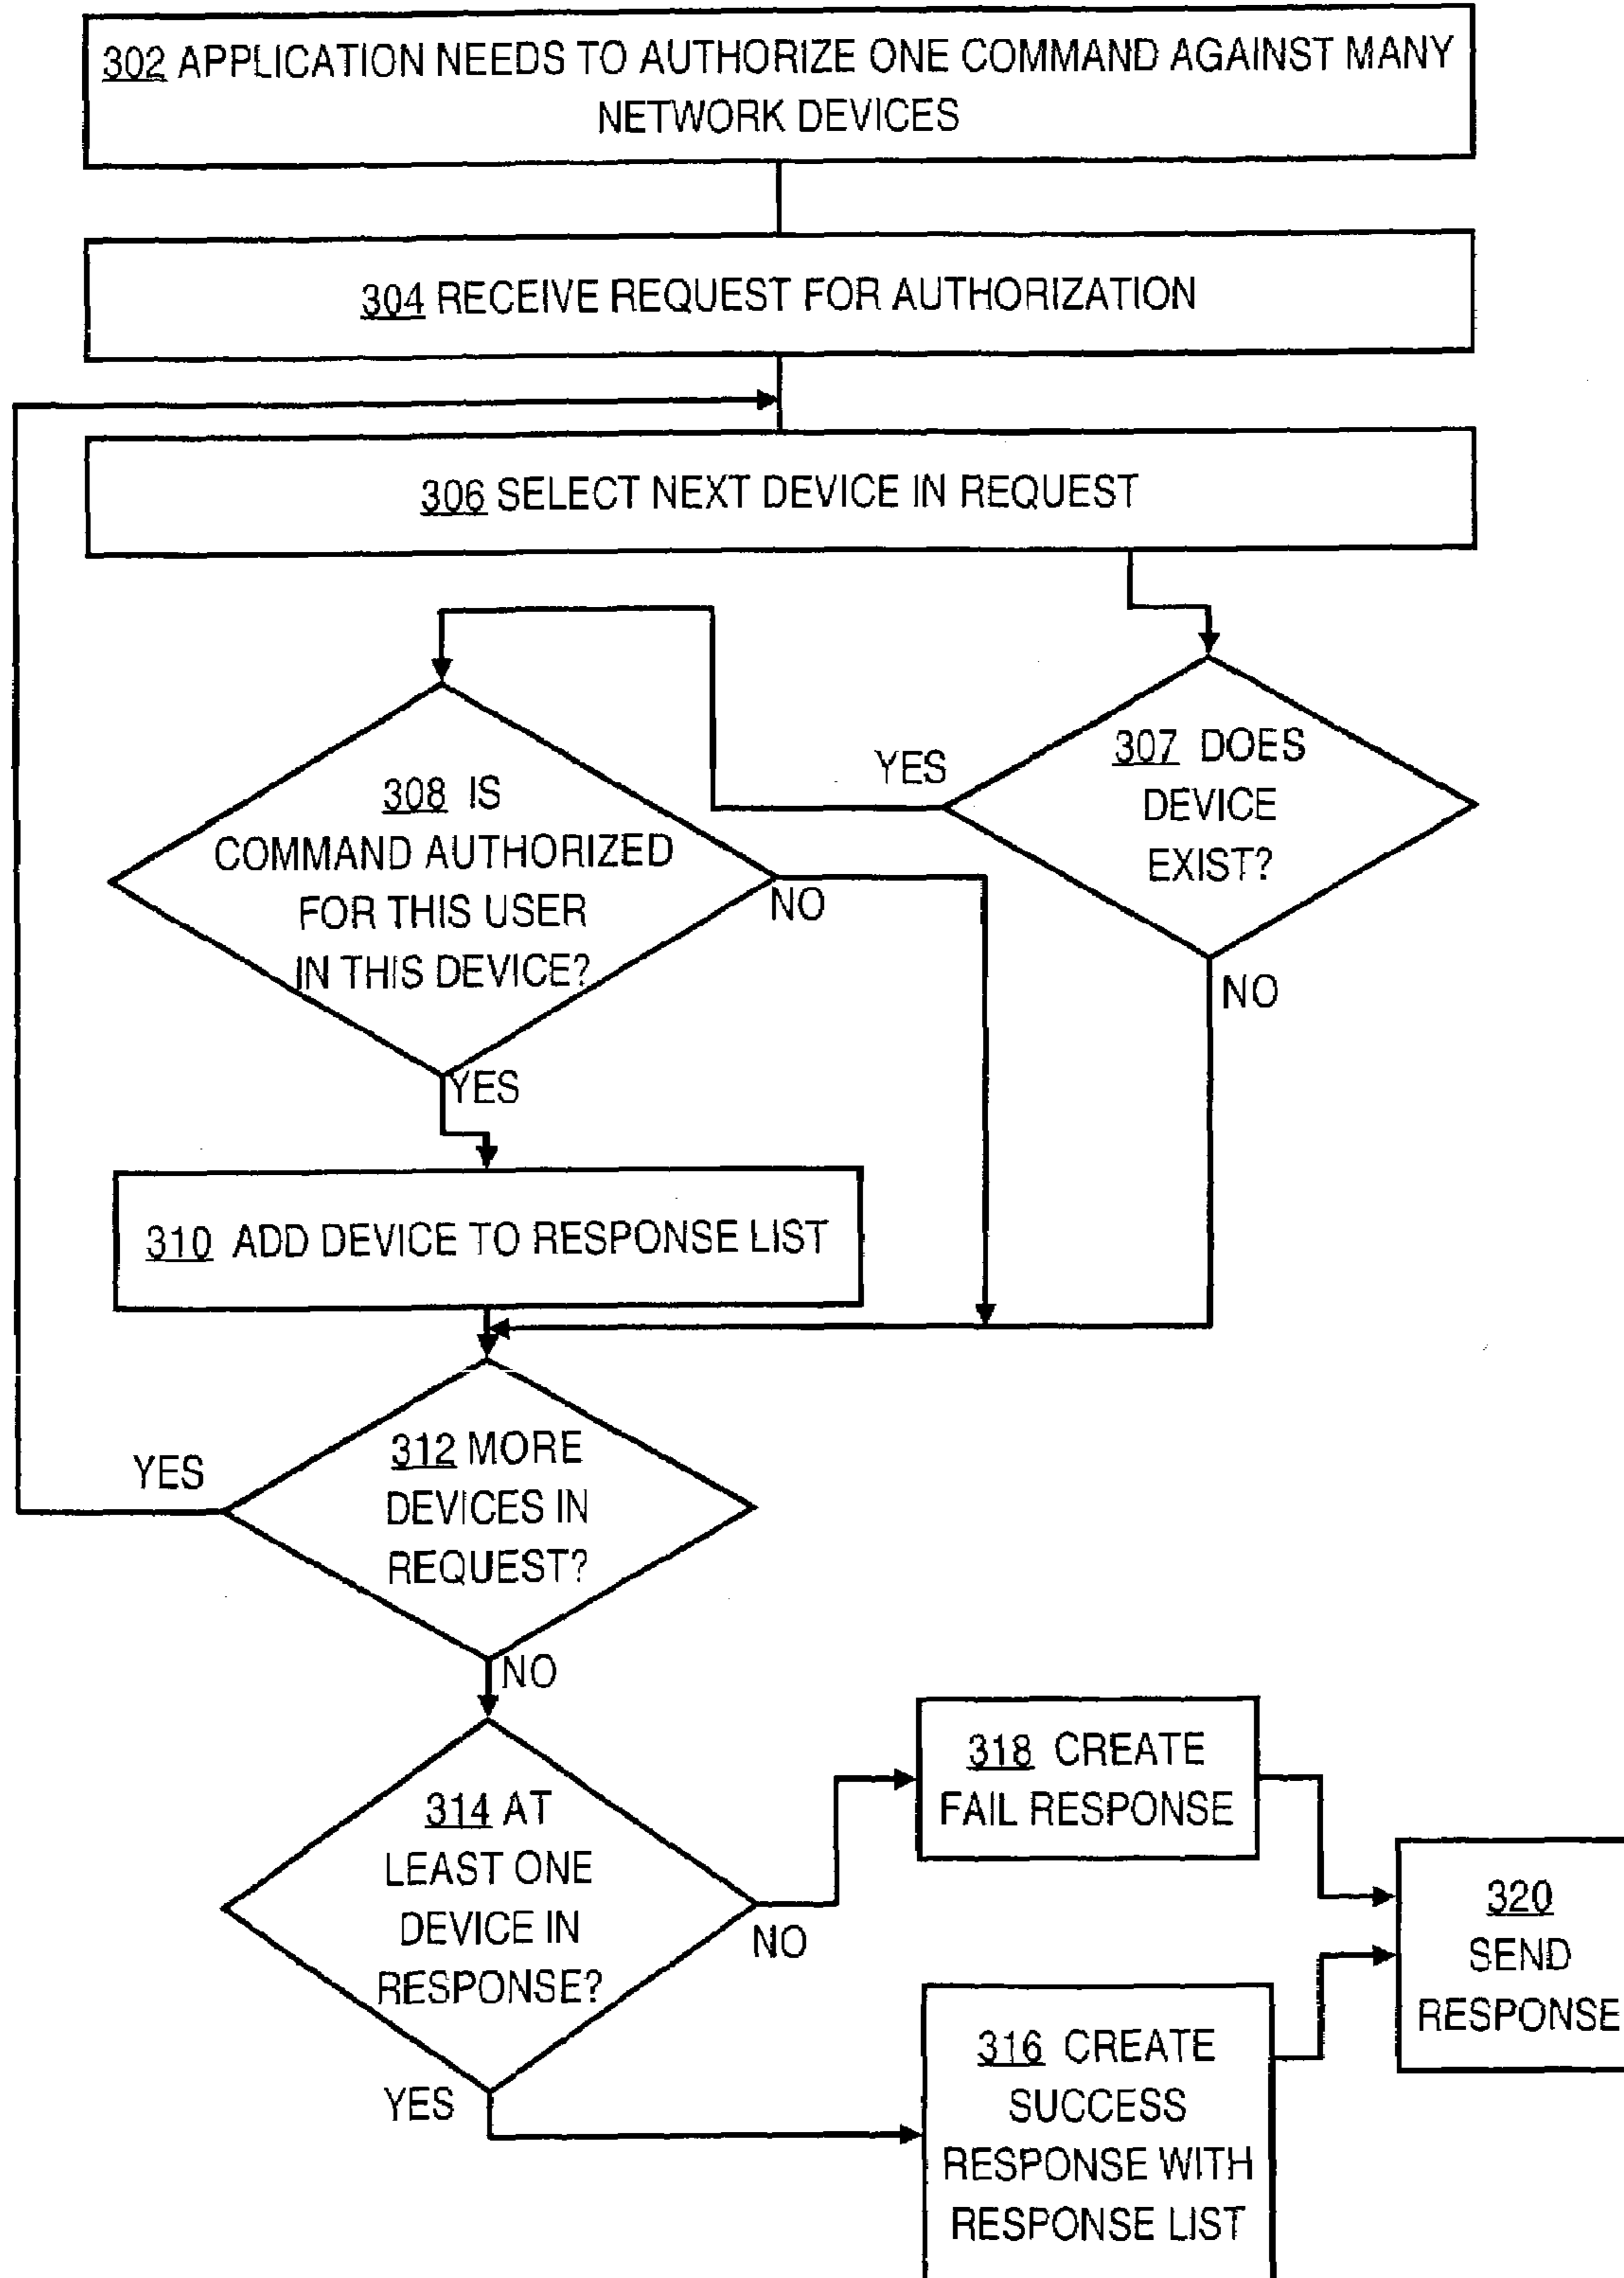 302 APPLICATION NEEDS TO AUTHORIZE ONE COMMAND AGAINST MANY
NETWORK DEVICES
304 RECEIVE REQUEST FOR AUTHORIZATION
306 SELECT NEXT DEVICE IN REQUEST
307 DOES
DEVICE
EXIST?
YES
NO
308 IS
COMMAND AUTHORIZED
FOR THIS USER
IN THIS DEVICE?
NO
YES
310 ADD DEVICE TO RESPONSE LIST
312 MORE
DEVICES IN
REQUEST?
YES
NO
314 AT
LEAST ONE
DEVICE IN
RESPONSE?
NO
YES
318 CREATE
FAIL RESPONSE
316 CREATE
SUCCESS
RESPONSE WITH
RESPONSE LIST
320
SEND
RESPONSE